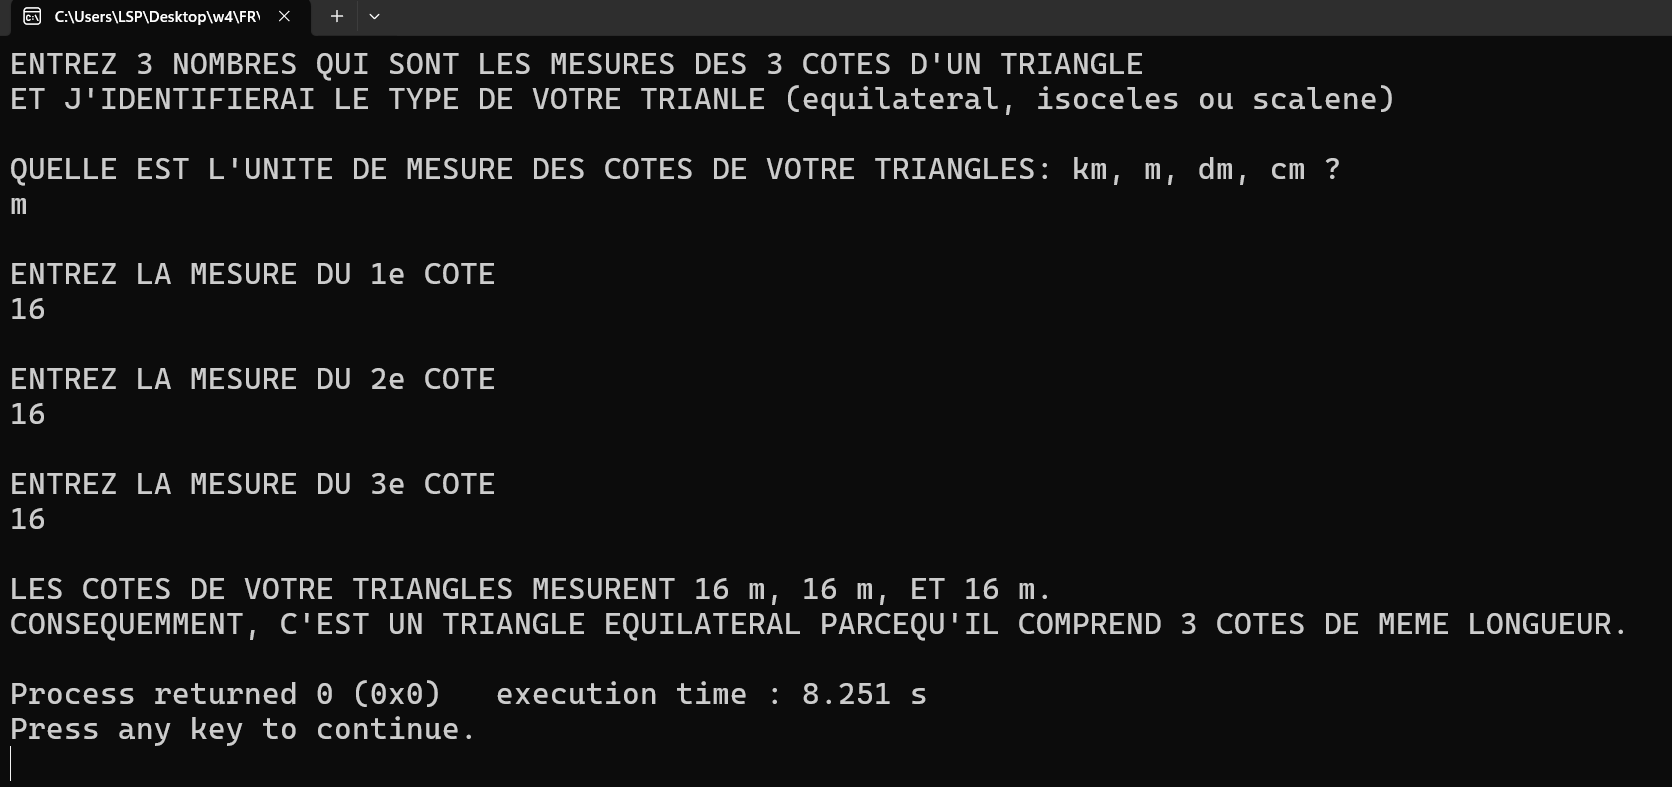 C:\Users\LSP\Desktop\w4\FR\
ENTREZ 3 NOMBRES QUI SONT LES MESURES DES 3 COTES D'UN TRIANGLE
ET J'IDENTIFIERAI LE TYPE DE VOTRE TRIANLE (equilateral, isoceles ou scalene)
QUELLE EST L'UNITE DE MESURE DES COTES DE VOTRE TRIANGLES: km, m, dm, cm ?
m
ENTREZ LA MESURE DU 1e COTE
16
ENTREZ LA MESURE DU 2e COTE
16
ENTREZ LA MESURE DU 3e COTE
16
LES COTES DE VOTRE TRIANGLES MESURENT 16 m, 16 m, ET 16 m.
CONSEQUEMMENT, C'EST UN TRIANGLE EQUILATERAL PARCEQU'IL COMPREND 3 COTES DE MEME LONGUEUR.
Process returned 0 (0x0)   execution time : 8.251 s
Press any key to continue.